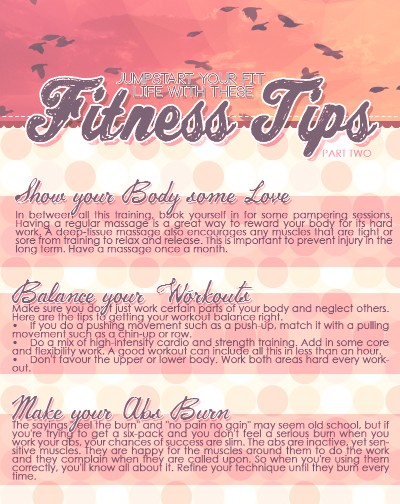 JUMPSTART YOUR FIT
LIFE WITH THESE
Fitness Tips
PART TWO
Show your Body some Love
In between all this training, book yourself in for some pampering sessions.
Having a regular massage is a great way to reward your body for its hard
work. A deep-tissue massage also encourages any muscles that are tight or
sore from training to relax and release. This is important to prevent injury in the
long term. Have a massage once a month.
Balance your Workouts
Make sure you don't just work certain parts of your body and neglect others.
Here are the tips to getting your workout balance right.
• If you do a pushing movement such as a push-up, match it with a pulling
movement such as a chin-up or row.
• Do a mix of high-intensity cardio and strength training. Add in some core
and flexibility work. A good workout can include all this in less than an hour.
• Don't favour the upper or lower body. Work both areas hard every work-
out.
Make your Abs Burn
The sayings "feel the burn" and "no pain no gain" may seem old school, but if
you're trying to get a six-pack and you don't feel a serious burn when you
work your abs, your chances of success are slim. The abs are inactive, yet sen-
sitive muscles. They are happy for the muscles around them to do the work
and they complain when they are called upon. So when you're using them
correctly, you'll know all about it. Refine your technique until they burn every
time.